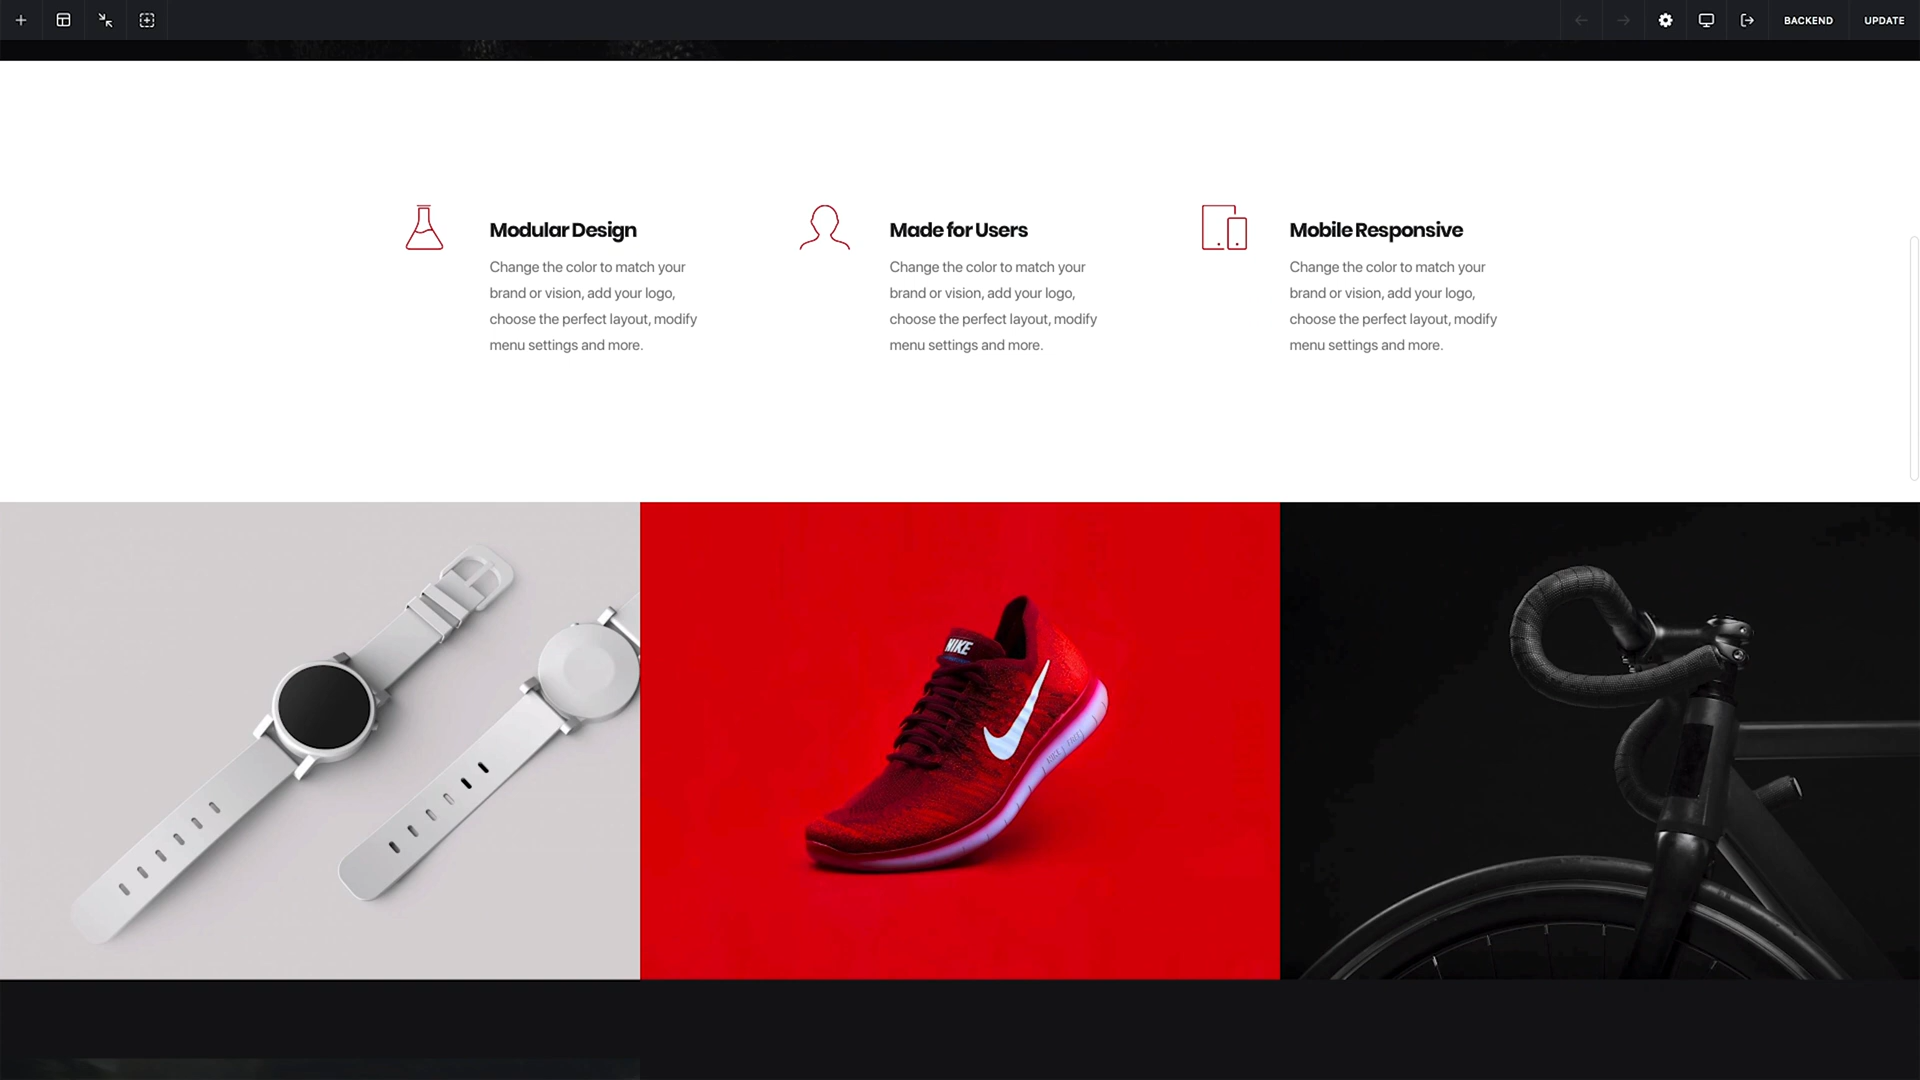 BACKEND
UPDATE
Modular Design
Change the color to match your
brand or vision, add your logo,
choose the perfect layout, modify
menu settings and more.
Made for Users
Change the color to match your
brand or vision, add your logo,
choose the perfect layout, modify
menu settings and more.
Mobile Responsive
Change the color to match your
brand or vision, add your logo,
choose the perfect layout, modify
menu settings and more.
NIKE